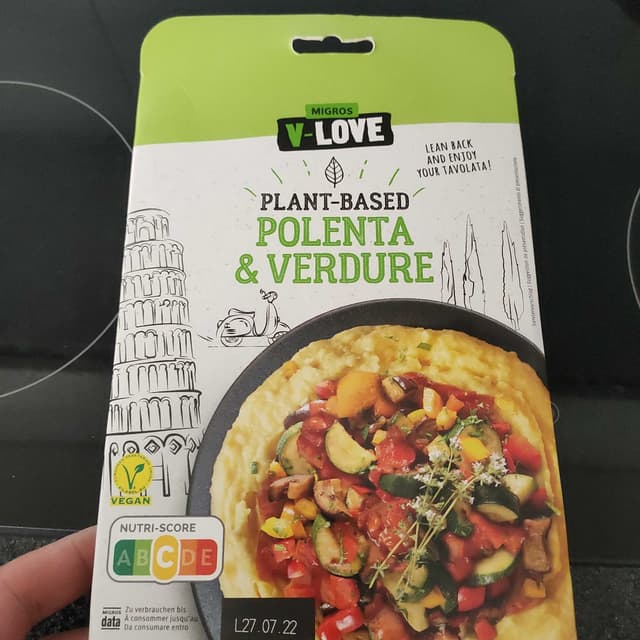 MIGROS
V-LOVE
LEAN BACK
AND ENJOY
YOUR TAVOLATA!
PLANT-BASED
POLENTA
& VERDURE
VEGAN
NUTRI-SCORE
A B C D E
MIGROS
data
Zu verbrauchen bis
À consommer jusqu'au
Da consumare entro
L27.07.22